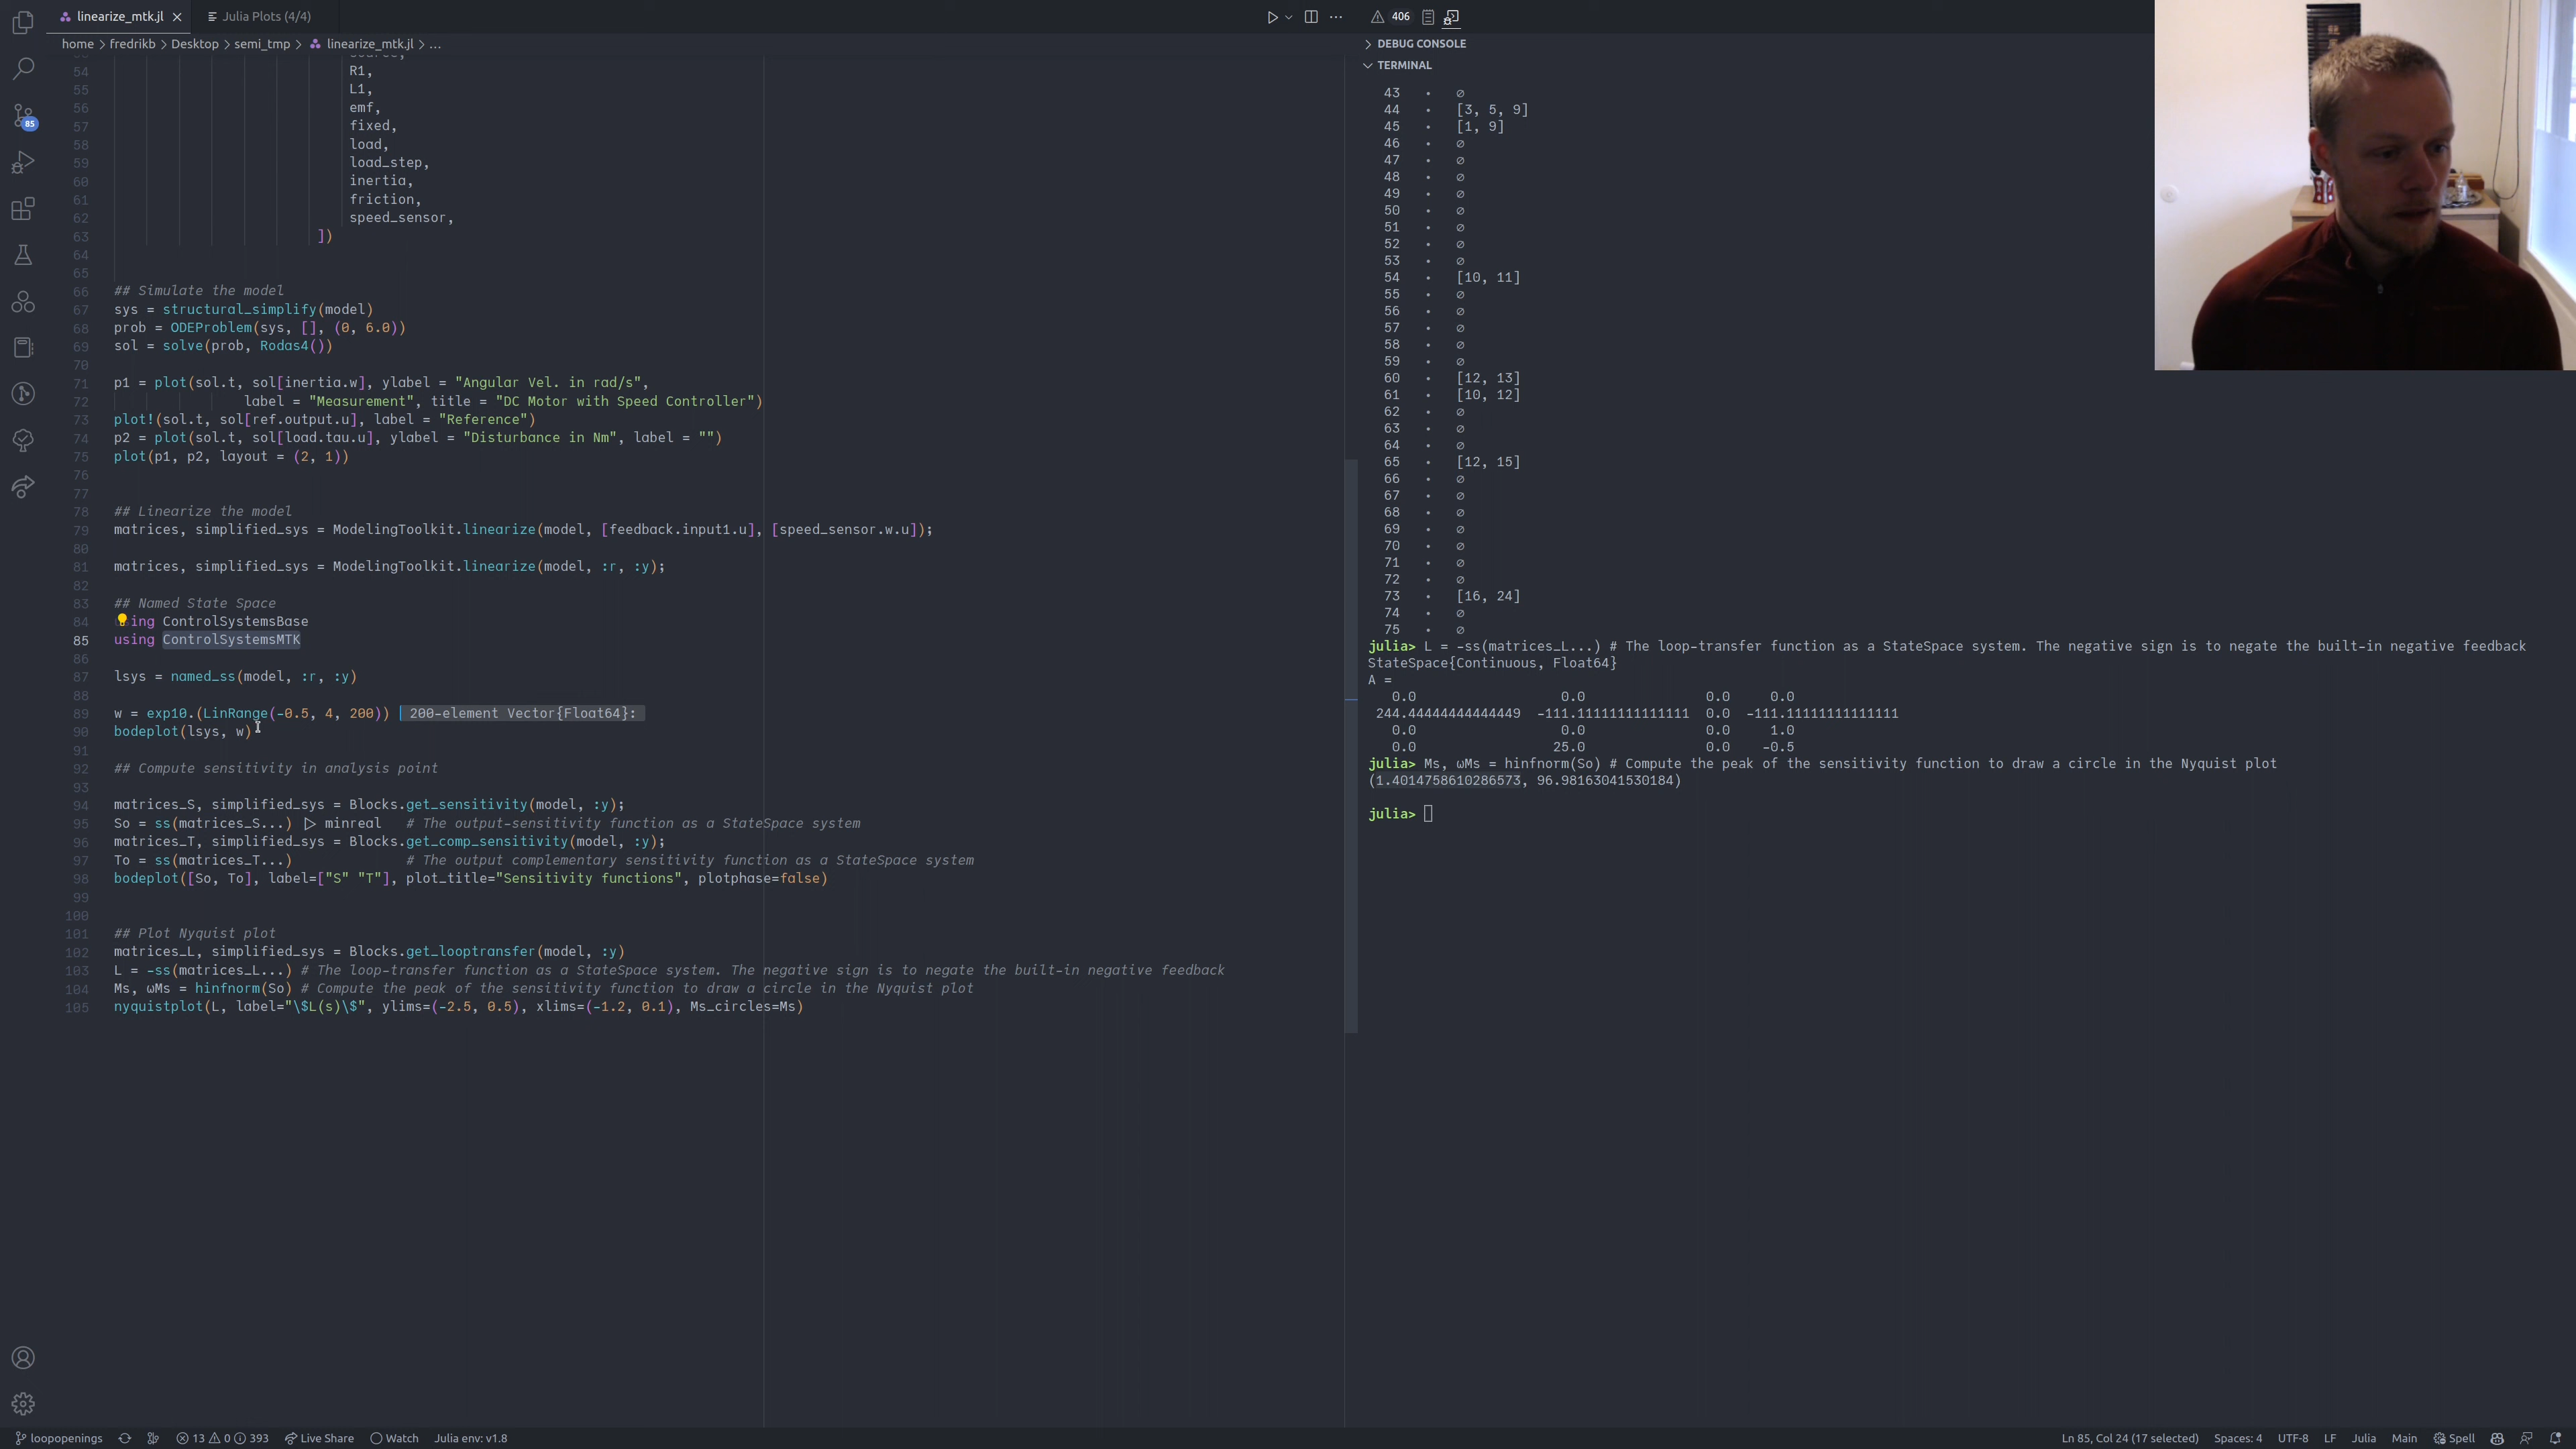 linearize_mtk.jl
Julia Plots (4/4)
406
home > fredrikb > Desktop > semi_tmp > linearize_mtk.jl > ...
DEBUG CONSOLE
TERMINAL
85
54 R1,
55 L1,
56 emf,
57 fixed,
58 load,
59 load_step,
60 inertia,
61 friction,
62 speed_sensor,
63 ])
64
65
66 ## Simulate the model
67 sys = structural_simplify(model)
68 prob = ODEProblem(sys, [], (0, 6.0))
69 sol = solve(prob, Rodas4())
70
71 p1 = plot(sol.t, sol[inertia.w], ylabel = "Angular Vel. in rad/s",
72 label = "Measurement", title = "DC Motor with Speed Controller")
73 plot!(sol.t, sol[ref.output.u], label = "Reference")
74 p2 = plot(sol.t, sol[load.tau.u], ylabel = "Disturbance in Nm", label = "")
75 plot(p1, p2, layout = (2, 1))
76
77
78 ## Linearize the model
79 matrices, simplified_sys = ModelingToolkit.linearize(model, [feedback.input1.u], [speed_sensor.w.u]);
80
81 matrices, simplified_sys = ModelingToolkit.linearize(model, :r, :y);
82
83 ## Named State Space
84 ing ControlSystemsBase
85 using ControlSystemsMTK
86
87 lsys = named_ss(model, :r, :y)
88
89 w = exp10.(LinRange(-0.5, 4, 200)) 200-element Vector{Float64}:
90 bodeplot(lsys, w)
91
92 ## Compute sensitivity in analysis point
93
94 matrices_S, simplified_sys = Blocks.get_sensitivity(model, :y);
95 So = ss(matrices_S...) ▷ minreal # The output-sensitivity function as a StateSpace system
96 matrices_T, simplified_sys = Blocks.get_comp_sensitivity(model, :y);
97 To = ss(matrices_T...) # The output complementary sensitivity function as a StateSpace system
98 bodeplot([So, To], label=["S" "T"], plot_title="Sensitivity functions", plotphase=false)
99
100
101 ## Plot Nyquist plot
102 matrices_L, simplified_sys = Blocks.get_looptransfer(model, :y)
103 L = -ss(matrices_L...) # The loop-transfer function as a StateSpace system. The negative sign is to negate the built-in negative feedback
104 Ms, ωMs = hinfnorm(So) # Compute the peak of the sensitivity function to draw a circle in the Nyquist plot
105 nyquistplot(L, label="\$L(s)\$", ylims=(-2.5, 0.5), xlims=(-1.2, 0.1), Ms_circles=Ms)
43 • ∅
44 • [3, 5, 9]
45 • [1, 9]
46 • ∅
47 • ∅
48 • ∅
49 • ∅
50 • ∅
51 • ∅
52 • ∅
53 • ∅
54 • [10, 11]
55 • ∅
56 • ∅
57 • ∅
58 • ∅
59 • ∅
60 • [12, 13]
61 • [10, 12]
62 • ∅
63 • ∅
64 • ∅
65 • [12, 15]
66 • ∅
67 • ∅
68 • ∅
69 • ∅
70 • ∅
71 • ∅
72 • ∅
73 • [16, 24]
74 • ∅
75 • ∅
julia> L = -ss(matrices_L...) # The loop-transfer function as a StateSpace system. The negative sign is to negate the built-in negative feedback
StateSpace{Continuous, Float64}
A =
0.0 0.0 0.0 0.0
244.44444444444449 -111.11111111111111 0.0 -111.11111111111111
0.0 0.0 0.0 1.0
0.0 25.0 0.0 -0.5
julia> Ms, ωMs = hinfnorm(So) # Compute the peak of the sensitivity function to draw a circle in the Nyquist plot
(1.4014758610286573, 96.98163041530184)
julia>
loopopenings 13 0 393 Live Share Watch Julia env: v1.8
Ln 85, Col 24 (17 selected) Spaces: 4 UTF-8 LF Julia Main Spell